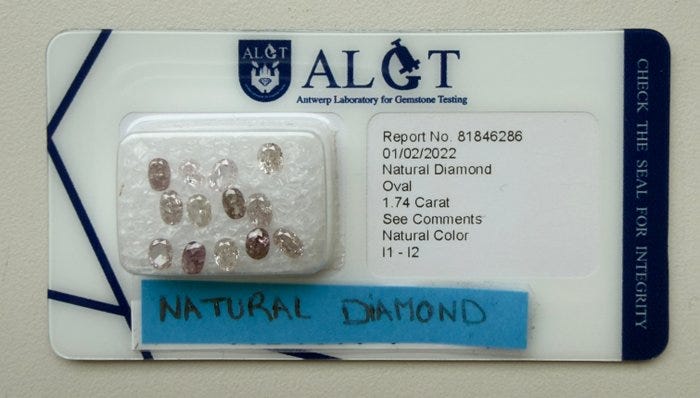 ALGT
ALGT
Antwerp Laboratory for Gemstone Testing
Report No. 81846286
01/02/2022
Natural Diamond
Oval
1.74 Carat
See Comments
Natural Color
I1 - I2
CHECK THE SEAL FOR INTEGRITY
NATURAL DIAMOND